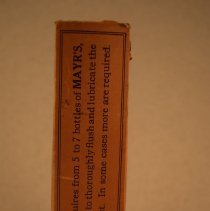 uires from 5 to 7 bottles of MAYR'S,
to thoroughly flush and lubricate the
t. In some cases more are required.